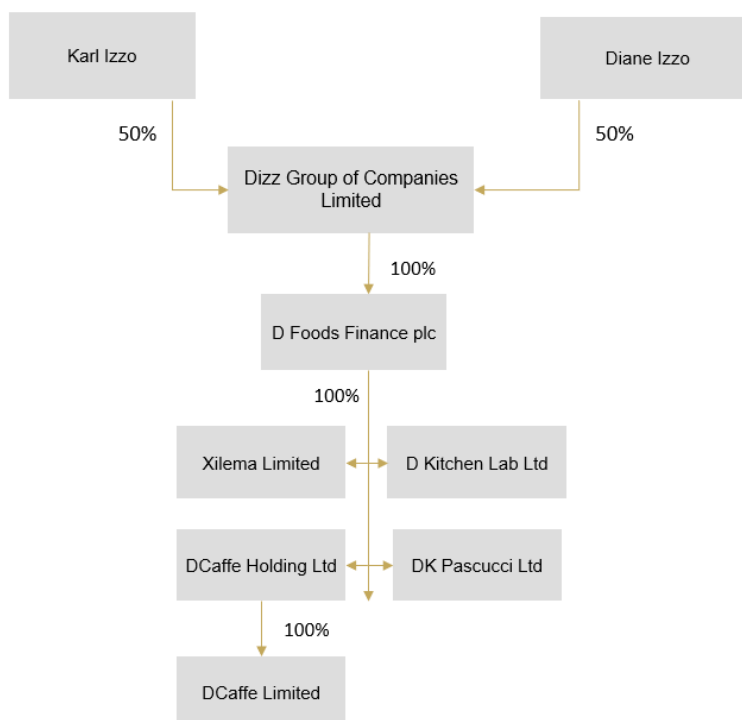 Karl Izzo
Diane Izzo
50%
50%
Dizz Group of Companies
Limited
100%
D Foods Finance plc
100%
Xilema Limited
D Kitchen Lab Ltd
DCaffe Holding Ltd
DK Pascucci Ltd
100%
DCaffe Limited